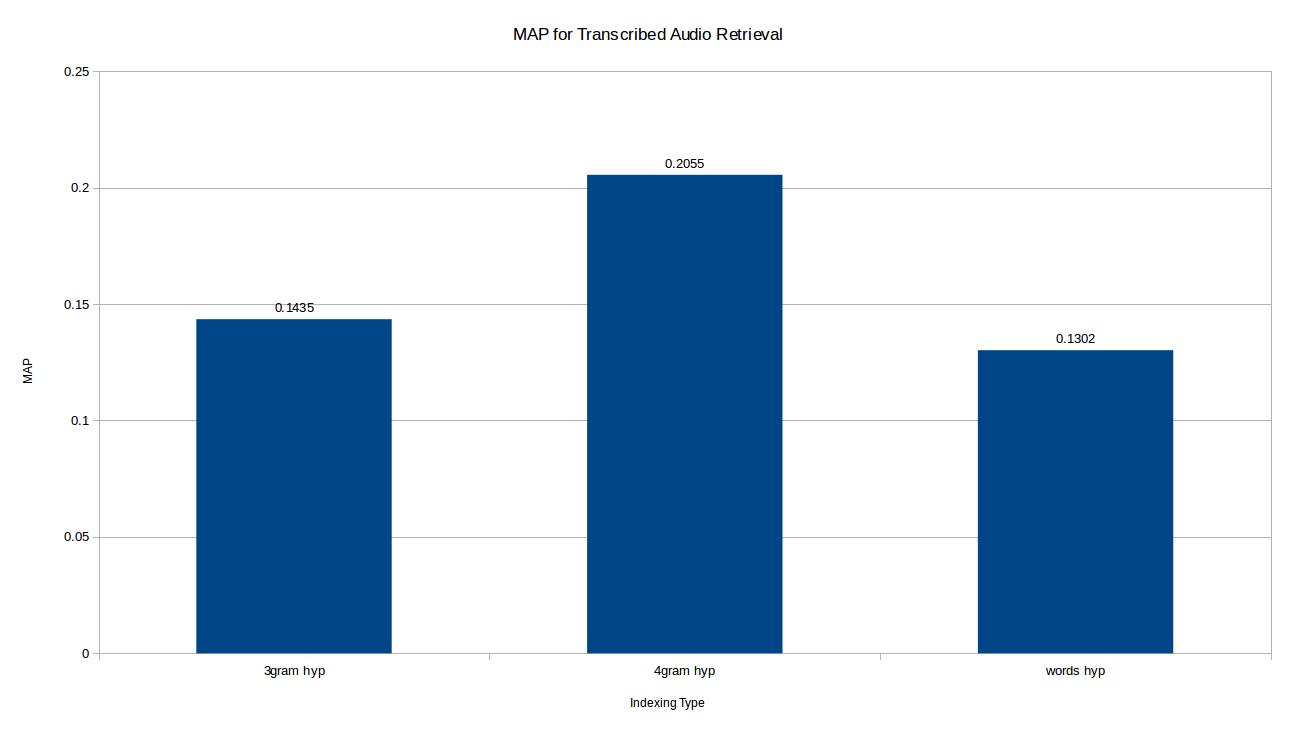 MAP for Transcribed Audio Retrieval
0.25
0.2
0.15
0.1
0.05
0
MAP
0.1435
0.2055
0.1302
3gram hyp
4gram hyp
words hyp
Indexing Type